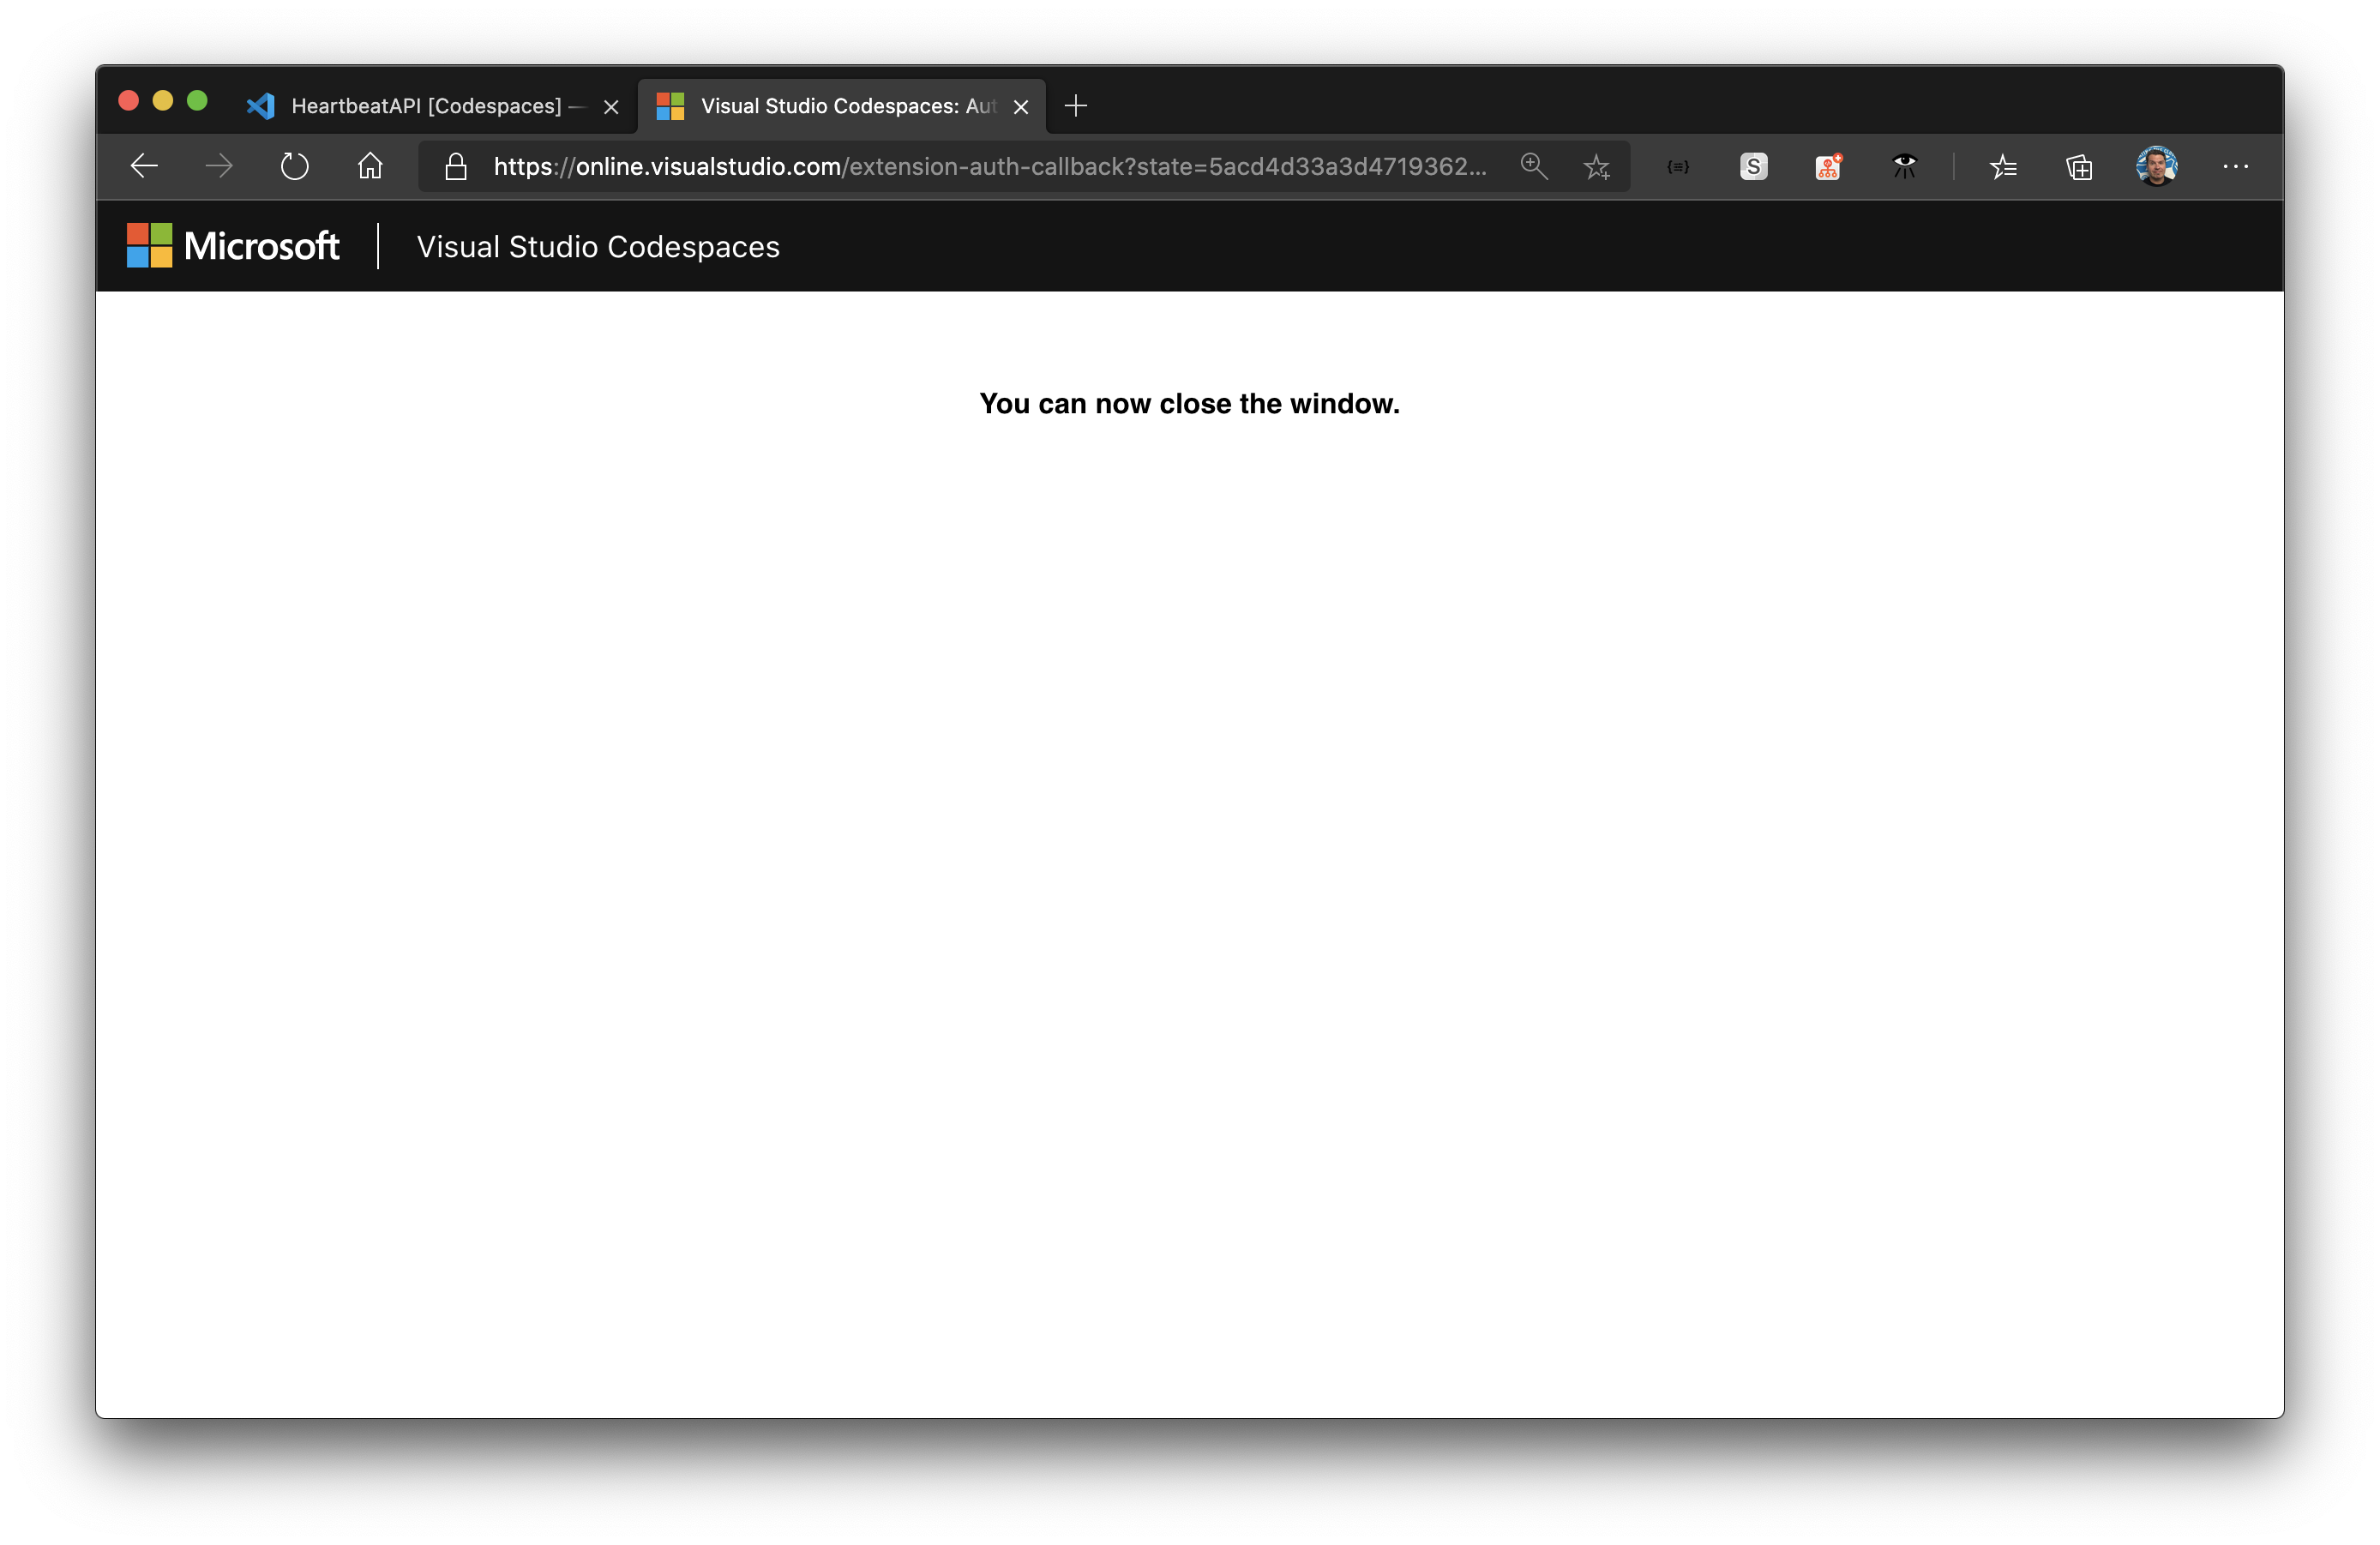 HeartbeatAPI [Codespaces] —
Visual Studio Codespaces: Aut
https://online.visualstudio.com/extension-auth-callback?state=5acd4d33a3d4719362...
{≡}
S
Microsoft
Visual Studio Codespaces
You can now close the window.